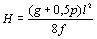 H = (g + 0,5p)l² / 8f